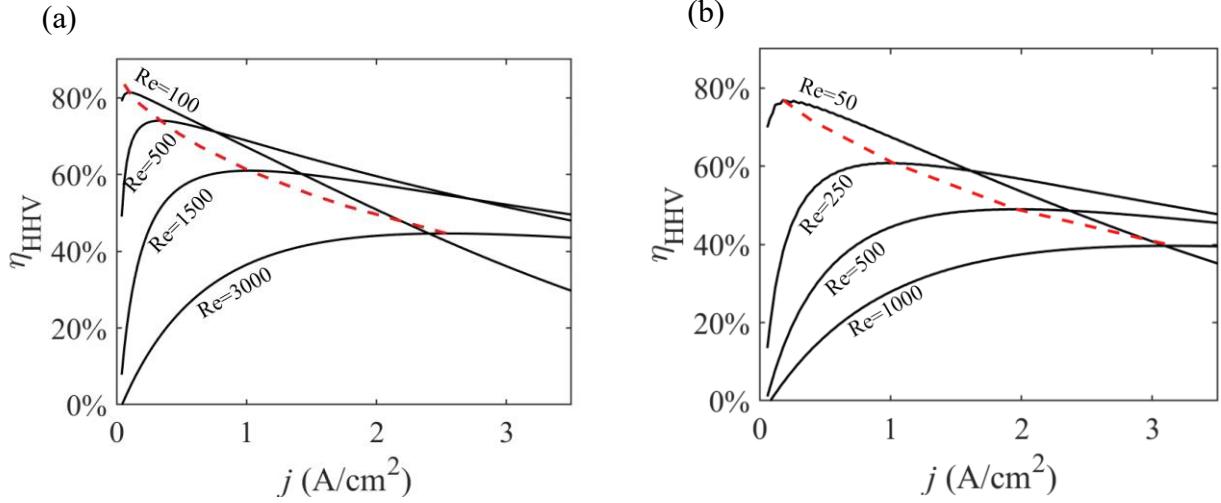 (a)
η_HHV
80%
60%
40%
20%
0%
0 1 2 3
j (A/cm²)
Re=100
Re=500
Re=1500
Re=3000
(b)
η_HHV
80%
60%
40%
20%
0%
0 1 2 3
j (A/cm²)
Re=50
Re=250
Re=500
Re=1000